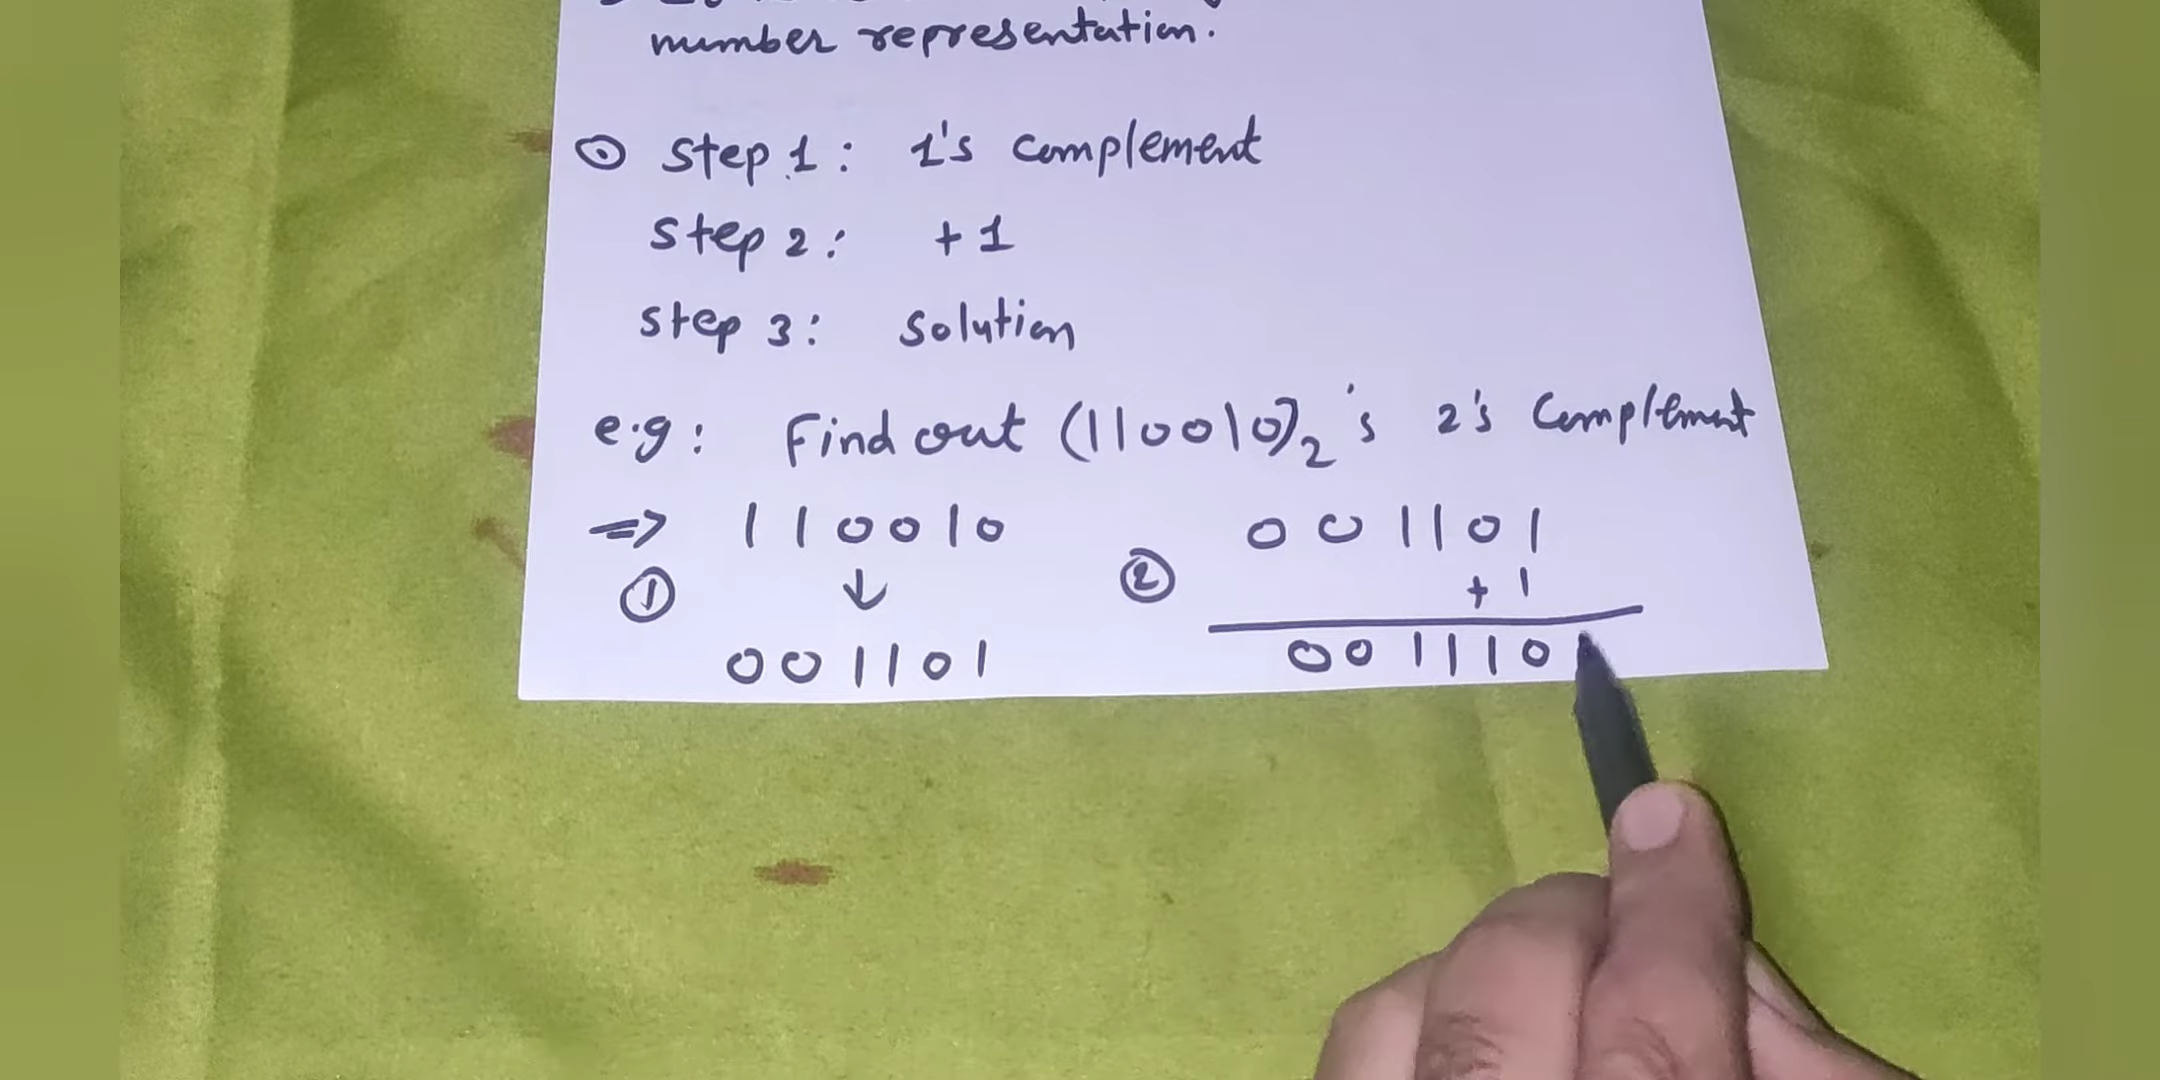 number representation.
⊙ Step 1: 1's complement
Step 2: +1
Step 3: Solution
e.g: Find out (110010)₂'s 2's Complement
=> 110010
① ↓
001101
② 001101
+ 1
001110